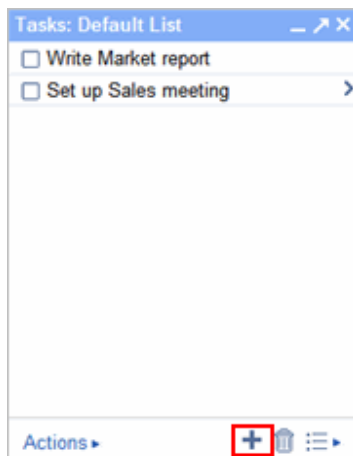 Tasks: Default List
Write Market report
Set up Sales meeting
Actions